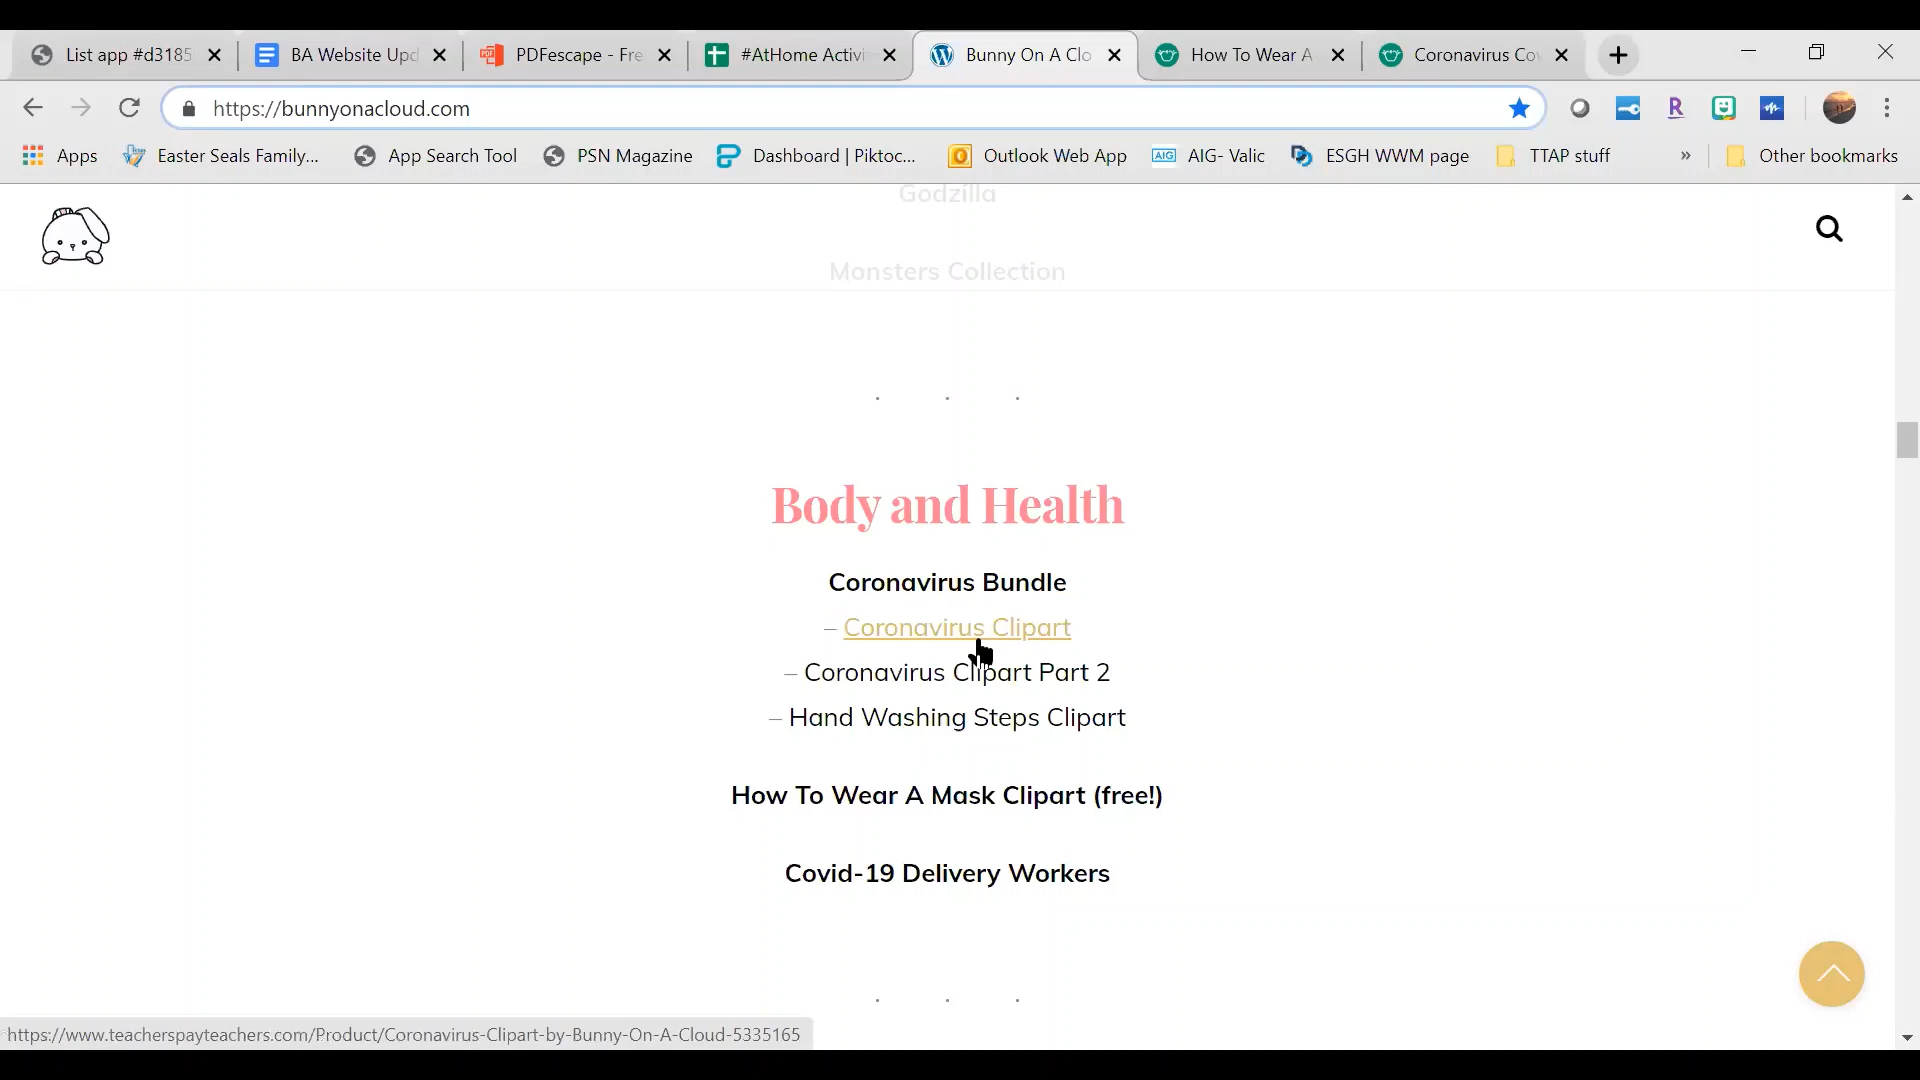 List app #d3185
BA Website Upd
PDFescape - Fre
#AtHome Activi
Bunny On A Clo
How To Wear A
Coronavirus Cov
https://bunnyonacloud.com
Apps
Easter Seals Family...
App Search Tool
PSN Magazine
Dashboard | Piktoc...
Outlook Web App
AIG
AIG- Valic
ESGH WWM page
TTAP stuff
»
Other bookmarks
Godzilla
Monsters Collection
. . .
Body and Health
Coronavirus Bundle
– Coronavirus Clipart
– Coronavirus Clipart Part 2
– Hand Washing Steps Clipart
How To Wear A Mask Clipart (free!)
Covid-19 Delivery Workers
. . .
https://www.teacherspayteachers.com/Product/Coronavirus-Clipart-by-Bunny-On-A-Cloud-5335165